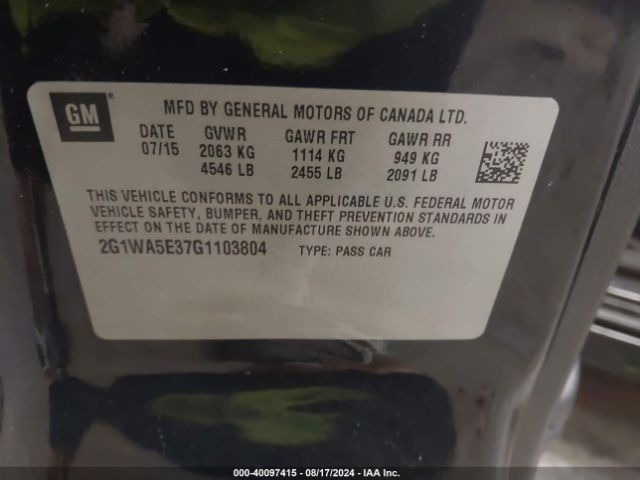 GM
MFD BY GENERAL MOTORS OF CANADA LTD.
DATE GVWR GAWR FRT GAWR RR
07/15 2063 KG 1114 KG 949 KG
4546 LB 2455 LB 2091 LB
THIS VEHICLE CONFORMS TO ALL APPLICABLE U.S. FEDERAL MOTOR
VEHICLE SAFETY, BUMPER, AND THEFT PREVENTION STANDARDS IN
EFFECT ON THE DATE OF MANUFACTURE SHOWN ABOVE.
2G1WA5E37G1103804 TYPE: PASS CAR
000-40097415 - 08/17/2024 - IAA Inc.